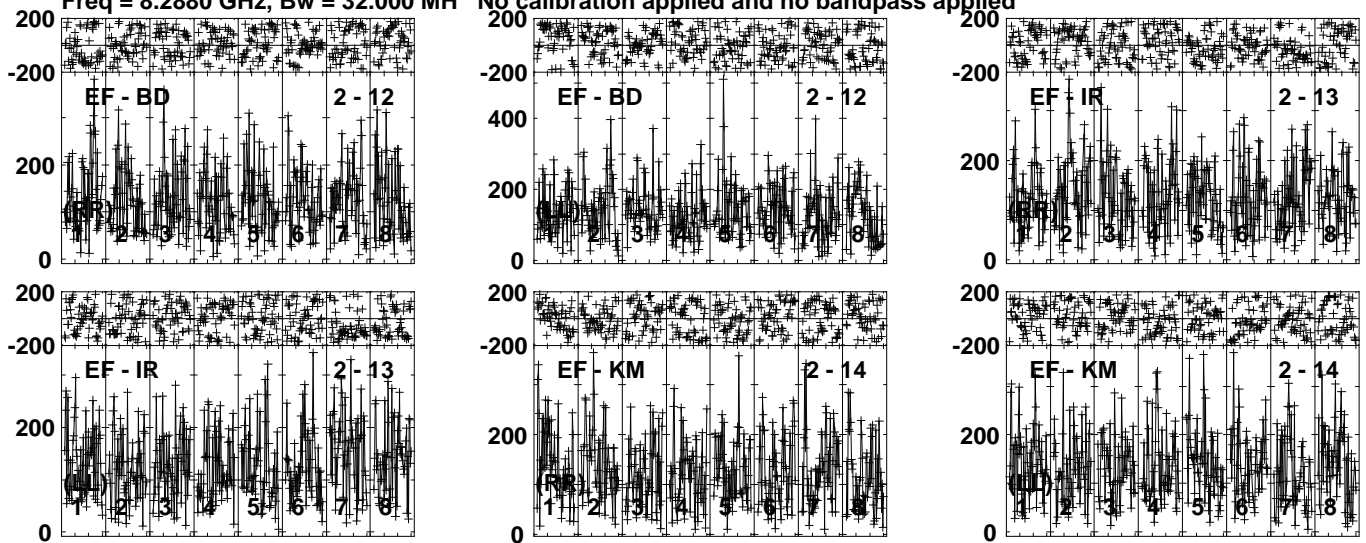 Freq = 8.2880 GHz, Bw = 32.000 MH No calibration applied and no bandpass applied
200 200 200
-200 -200 -200
EF - BD 2 - 12 EF - BD 2 - 12 EF - IR 2 - 13
400
200 200 200
(RR) (LL) (RR)
1 2 3 4 5 6 7 8 1 2 3 4 5 6 7 8 1 2 3 4 5 6 7 8
0 0 0
200 200 200
-200 -200 -200
EF - IR 2 - 13 EF - KM 2 - 14 EF - KM 2 - 14
200 200 200
(LL) (RR) (LL)
1 2 3 4 5 6 7 8 1 2 3 4 5 6 7 8 1 2 3 4 5 6 7 8
0 0 0